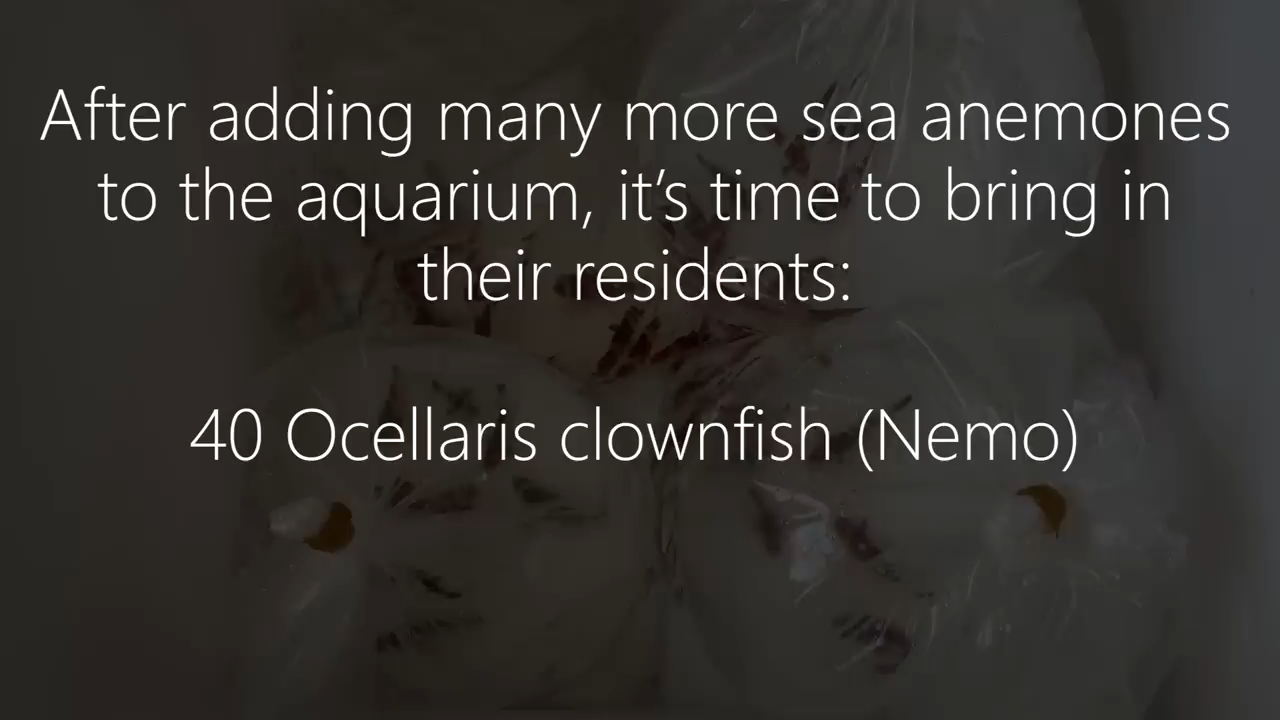 After adding many more sea anemones
to the aquarium, it’s time to bring in
their residents:
40 Ocellaris clownfish (Nemo)